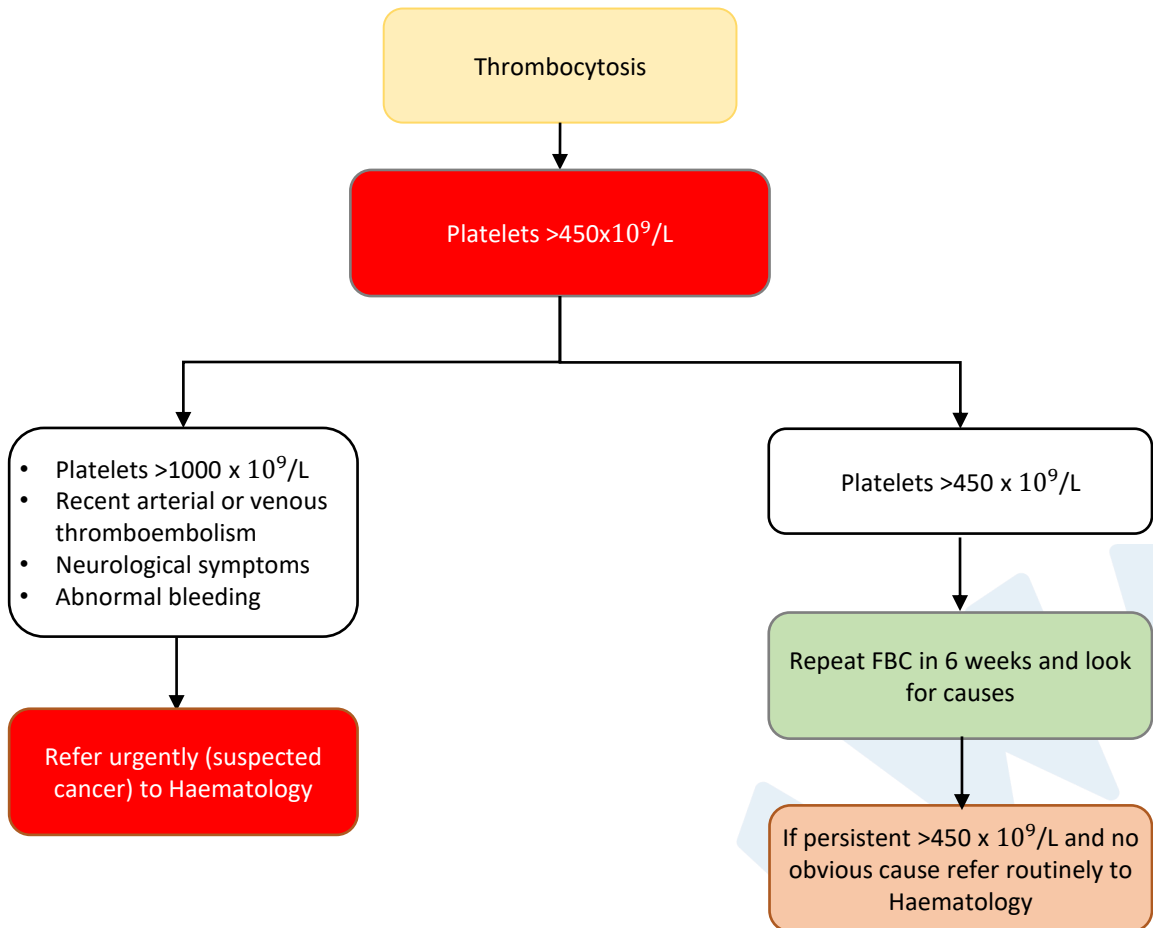 Thrombocytosis
Platelets >450x10⁹/L
• Platelets >1000 x 10⁹/L
• Recent arterial or venous
thromboembolism
• Neurological symptoms
• Abnormal bleeding
Refer urgently (suspected
cancer) to Haematology
Platelets >450 x 10⁹/L
Repeat FBC in 6 weeks and look
for causes
If persistent >450 x 10⁹/L and no
obvious cause refer routinely to
Haematology